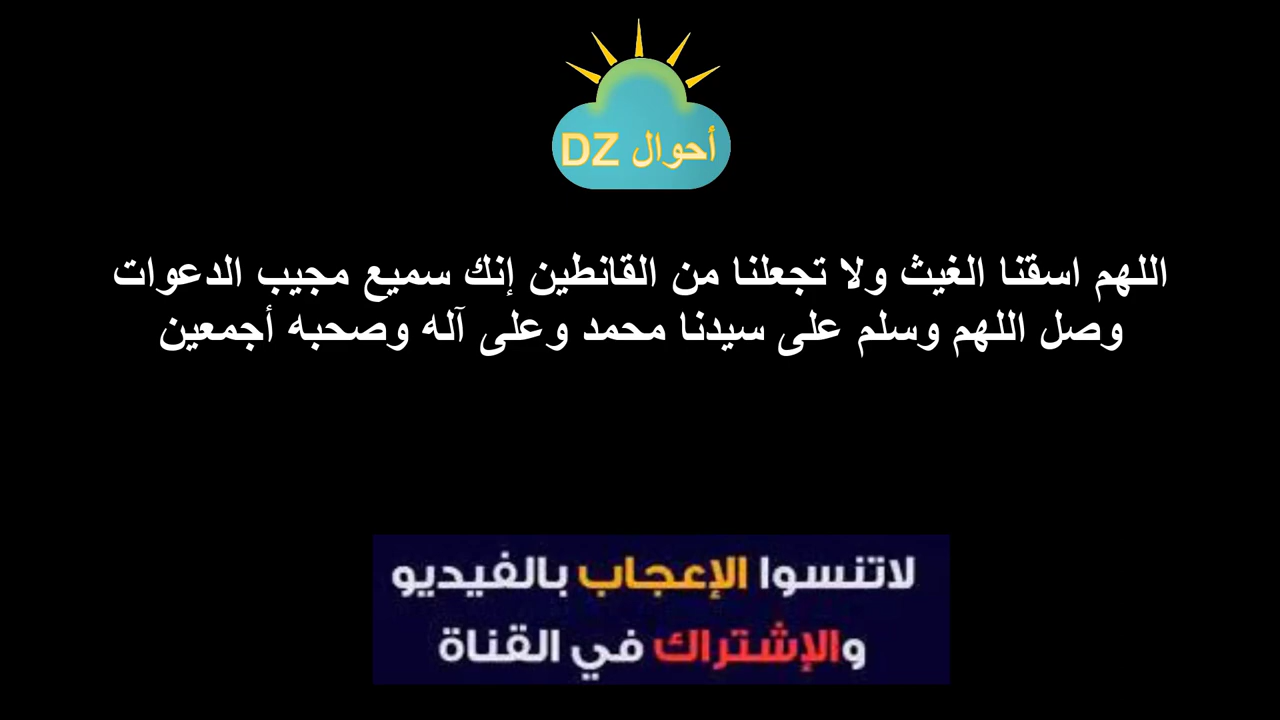 أحوال DZ
اللهم اسقنا الغيث ولا تجعلنا من القانطين إنك سميع مجيب الدعوات
وصل اللهم وسلم على سيدنا محمد وعلى آله وصحبه أجمعين
لاتنسوا الإعجاب بالفيديو
والإشتراك في القناة